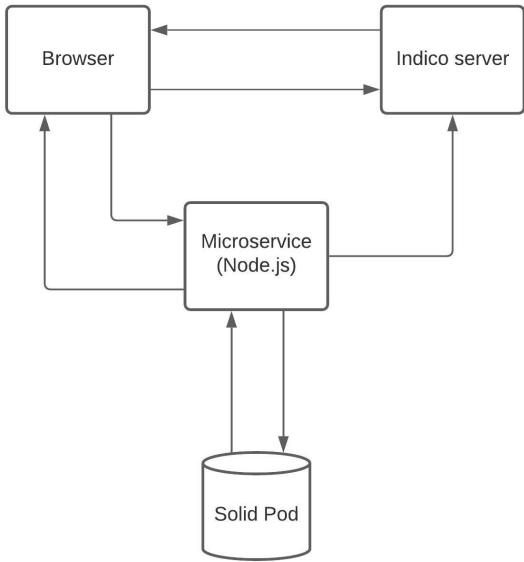 Browser
Indico server
Microservice
(Node.js)
Solid Pod